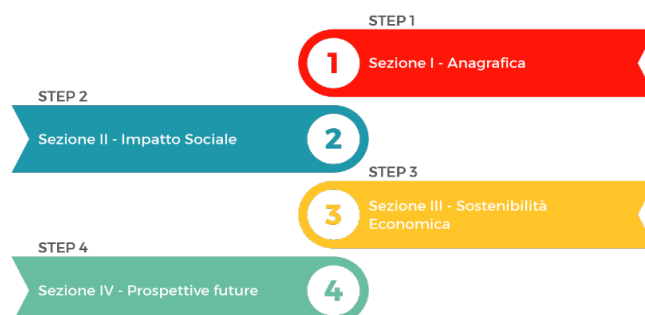 STEP 1
1
Sezione I - Anagrafica
STEP 2
Sezione II - Impatto Sociale
2
STEP 3
3
Sezione III - Sostenibilità
Economica
STEP 4
Sezione IV - Prospettive future
4